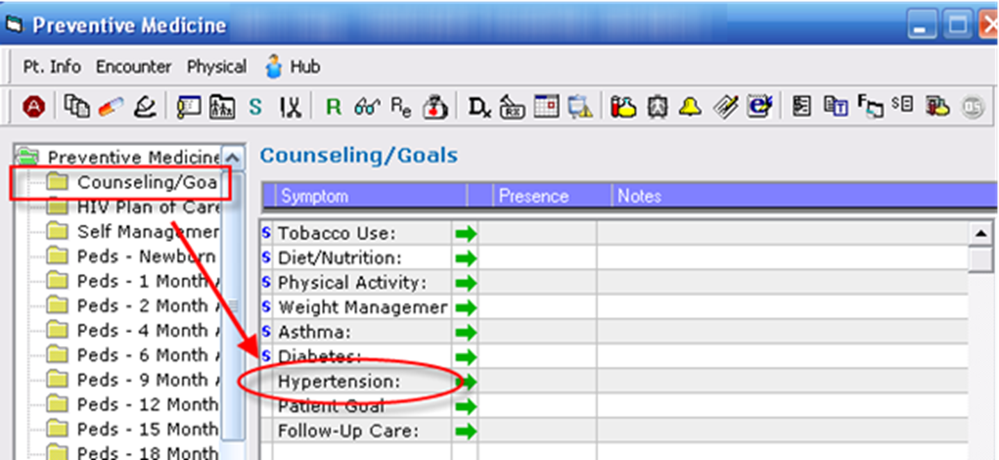 Preventive Medicine
Pt. Info Encounter Physical Hub
A S R Re Dx RX e T F $ OS
Preventive Medicine
Counseling/Goa
HIV Plan of Care
Self Managemer
Peds - Newborn
Peds - 1 Month
Peds - 2 Month
Peds - 4 Month
Peds - 6 Month
Peds - 9 Month
Peds - 12 Month
Peds - 15 Month
Peds - 18 Month
Counseling/Goals
Symptom Presence Notes
S Tobacco Use:
S Diet/Nutrition:
S Physical Activity:
S Weight Managemer
S Asthma:
S Diabetes:
Hypertension:
Patient Goal
Follow-Up Care: